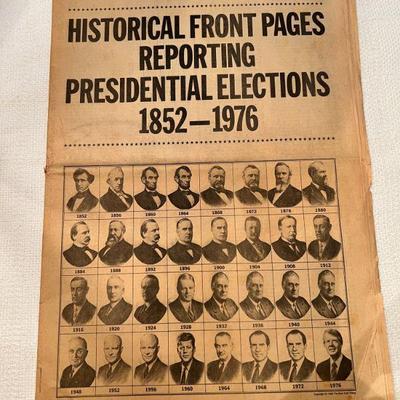 HISTORICAL FRONT PAGES
REPORTING
PRESIDENTIAL ELECTIONS
1852—1976
1852 1856 1860 1864 1868 1872 1876 1880
1884 1888 1892 1896 1900 1904 1908 1912
1916 1920 1924 1928 1932 1936 1940 1944
1948 1952 1956 1960 1964 1968 1972 1976